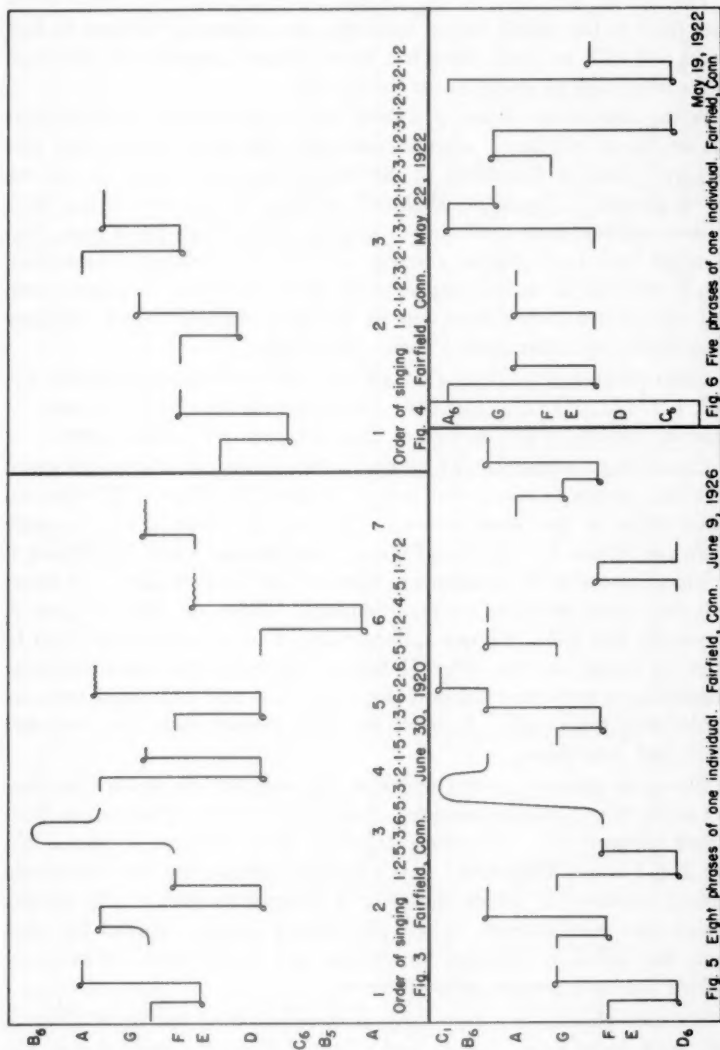 B₆
A
G
F
E
D
C₆
B₅
A
1 2 3 4 5 6 7
Order of singing 1·2·5·3·6·5·3·2·1·5·1·3·6·2·6·5·1·2·4·5·1·7·2
Fig. 3 Fairfield, Conn. June 30, 1920
1 2 3
Order of singing 1·2·1·2·3·2·1·3·1·2·1·2·3·1·2·3·1·2·3·2·1·2
Fig. 4 Fairfield, Conn. May 22, 1922
C₁
B₆
A
G
F
E
D₆
Fig. 5 Eight phrases of one individual. Fairfield, Conn. June 9, 1926
A₆
G
F
E
D
C₆
May 19, 1922
Fig. 6 Five phrases of one individual. Fairfield, Conn